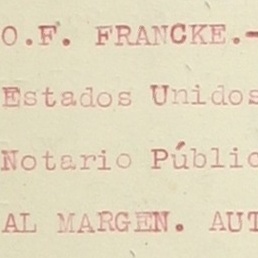 O.F. FRANCKE.-
Estados Unidos
Notario Públic
AL MARGEN. AUT